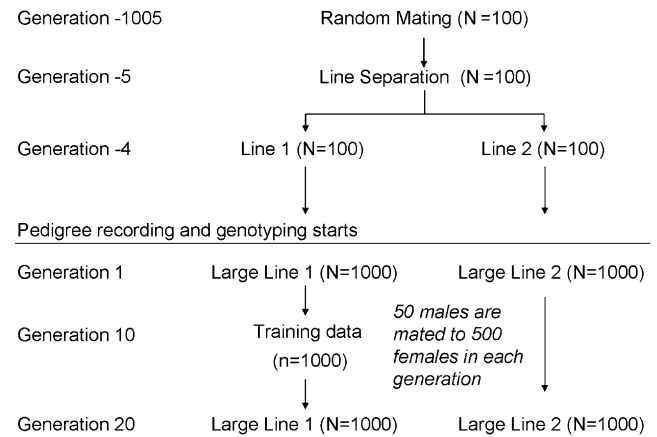 Generation -1005 Random Mating (N =100)
Generation -5 Line Separation (N =100)
Generation -4 Line 1 (N=100) Line 2 (N=100)
Pedigree recording and genotyping starts
Generation 1 Large Line 1 (N=1000) Large Line 2 (N=1000)
Generation 10 Training data
(n=1000)
50 males are
mated to 500
females in each
generation
Generation 20 Large Line 1 (N=1000) Large Line 2 (N=1000)